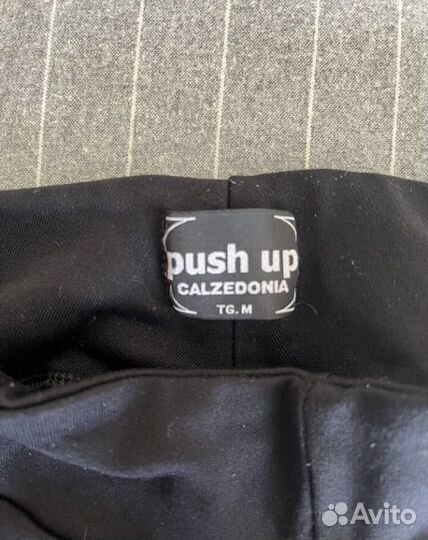 push up
CALZEDONIA
TG. M
Avito